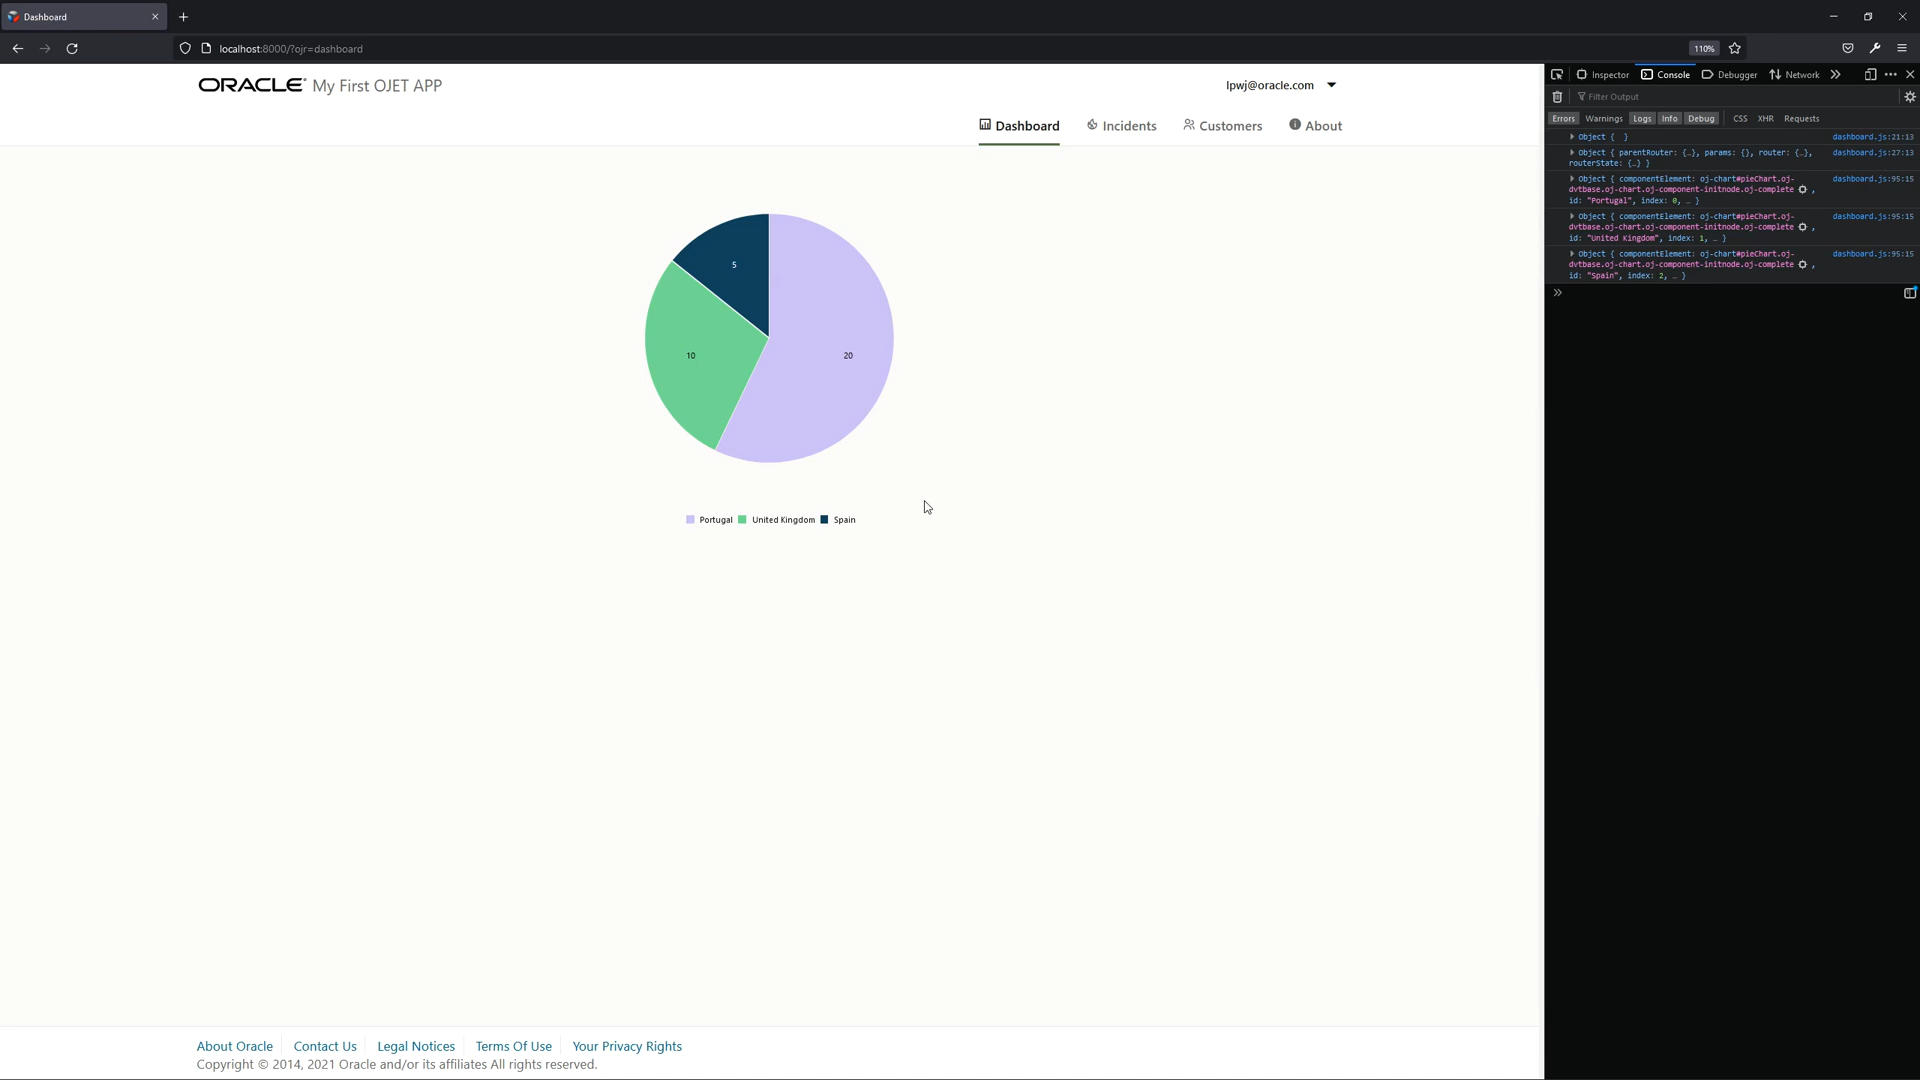 Dashboard
localhost:8000/?ojr=dashboard
110%
ORACLE My First OJET APP
lpwj@oracle.com
Dashboard
Incidents
Customers
About
5
10
20
Portugal
United Kingdom
Spain
About Oracle
Contact Us
Legal Notices
Terms Of Use
Your Privacy Rights
Copyright © 2014, 2021 Oracle and/or its affiliates All rights reserved.
Inspector
Console
Debugger
Network
Filter Output
Errors
Warnings
Logs
Info
Debug
CSS
XHR
Requests
Object { } dashboard.js:21:13
Object { parentRouter: {…}, params: {}, router: {…}, dashboard.js:27:13
routerState: {…} }
Object { componentElement: oj-chart#pieChart.oj- dashboard.js:95:15
dvtbase.oj-chart.oj-component-initnode.oj-complete ,
id: "Portugal", index: 0, … }
Object { componentElement: oj-chart#pieChart.oj- dashboard.js:95:15
dvtbase.oj-chart.oj-component-initnode.oj-complete ,
id: "United Kingdom", index: 1, … }
Object { componentElement: oj-chart#pieChart.oj- dashboard.js:95:15
dvtbase.oj-chart.oj-component-initnode.oj-complete ,
id: "Spain", index: 2, … }